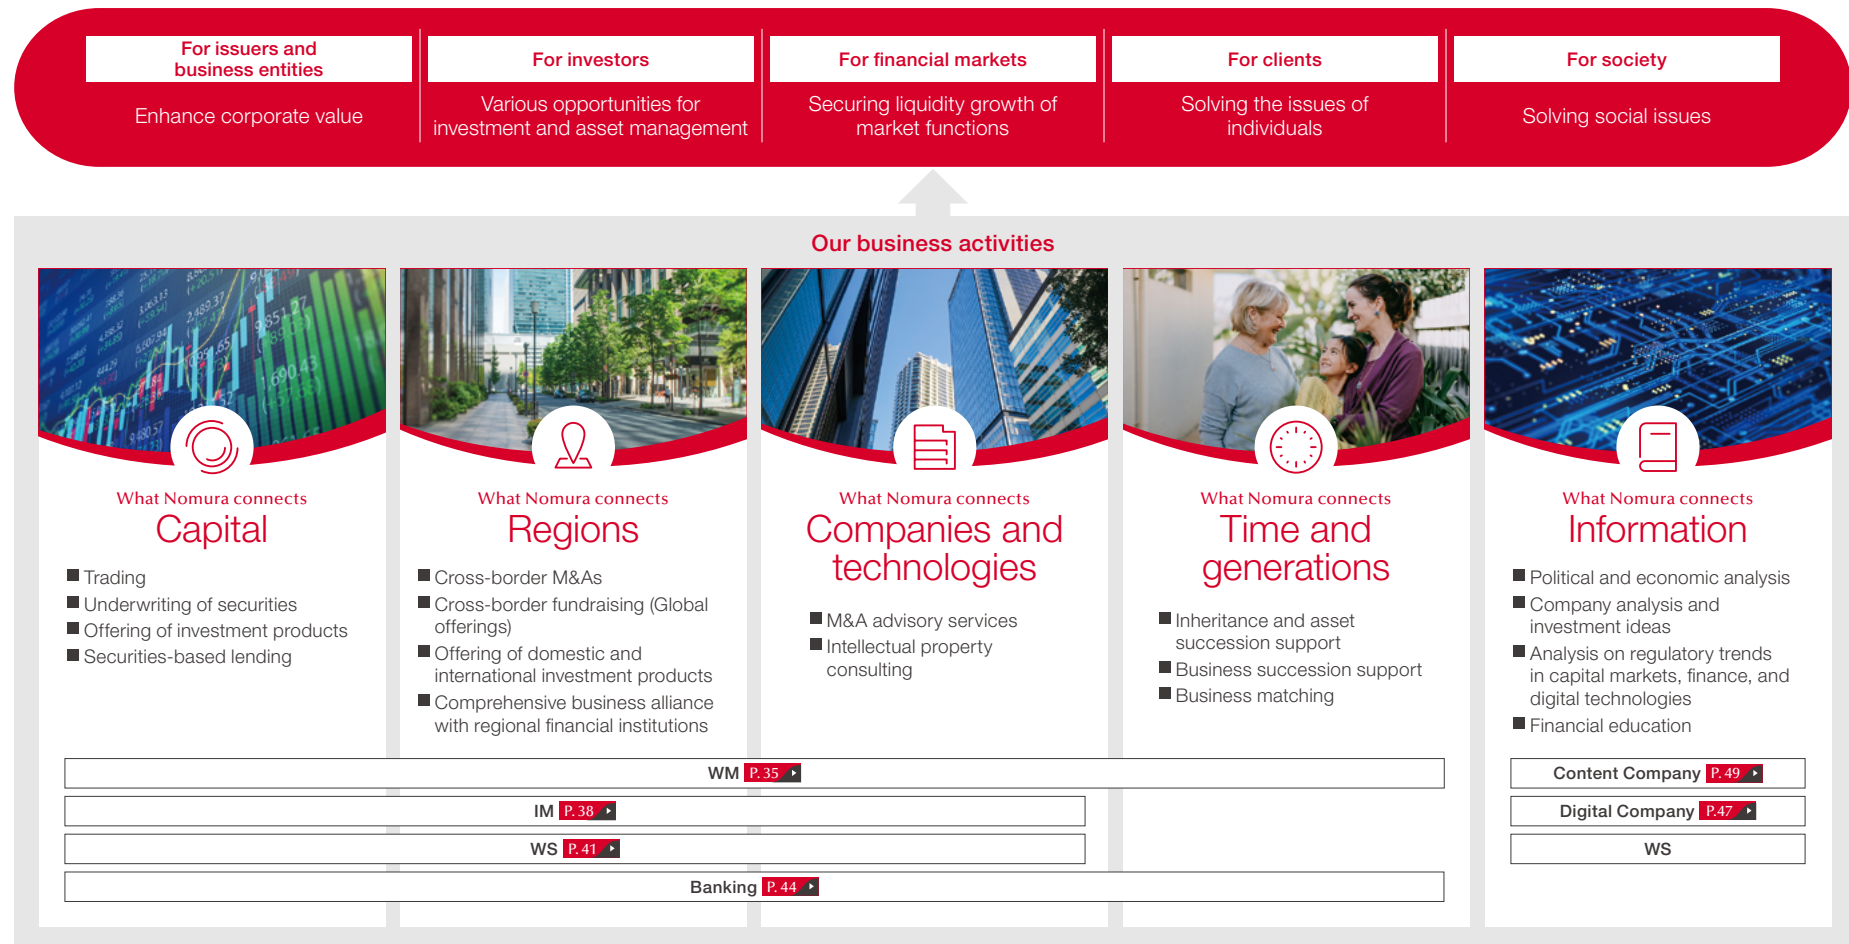 For issuers and
business entities
Enhance corporate value
For investors
Various opportunities for
investment and asset management
For financial markets
Securing liquidity growth of
market functions
For clients
Solving the issues of
individuals
For society
Solving social issues
Our business activities
What Nomura connects
Capital
■ Trading
■ Underwriting of securities
■ Offering of investment products
■ Securities-based lending
What Nomura connects
Regions
■ Cross-border M&As
■ Cross-border fundraising (Global
offerings)
■ Offering of domestic and
international investment products
■ Comprehensive business alliance
with regional financial institutions
What Nomura connects
Companies and
technologies
■ M&A advisory services
■ Intellectual property
consulting
What Nomura connects
Time and
generations
■ Inheritance and asset
succession support
■ Business succession support
■ Business matching
What Nomura connects
Information
■ Political and economic analysis
■ Company analysis and
investment ideas
■ Analysis on regulatory trends
in capital markets, finance, and
digital technologies
■ Financial education
WM P. 35
IM P. 38
WS P. 41
Banking P. 44
Content Company P. 49
Digital Company P.47
WS